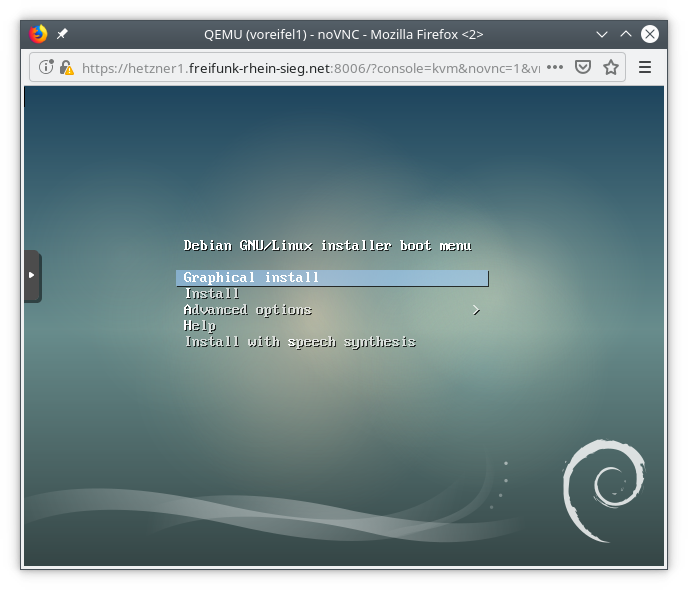 QEMU (voreifel1) - noVNC - Mozilla Firefox <2>
https://hetzner1.freifunk-rhein-sieg.net:8006/?console=kvm&novnc=1&v
Debian GNU/Linux installer boot menu
Graphical install
Install
Advanced options >
Help
Install with speech synthesis